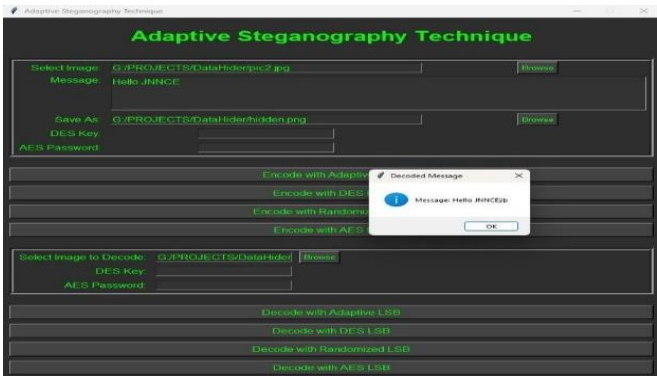 Adaptive Steganography Technique
Adaptive Steganography Technique
Select Image: G:/PROJECTS/DataHider/pic2.jpg Browse
Message: Hello JNNCE
Save As: G:/PROJECTS/DataHider/hidden.png Browse
DES Key:
AES Password:
Encode with Adaptiv
Encode with DES
Encode with Randomi
Encode with AES
Decoded Message
Message: Hello JNNCE
OK
Select Image to Decode: G:/PROJECTS/DataHider/ Browse
DES Key:
AES Password:
Decode with Adaptive LSB
Decode with DES LSB
Decode with Randomized LSB
Decode with AES LSB